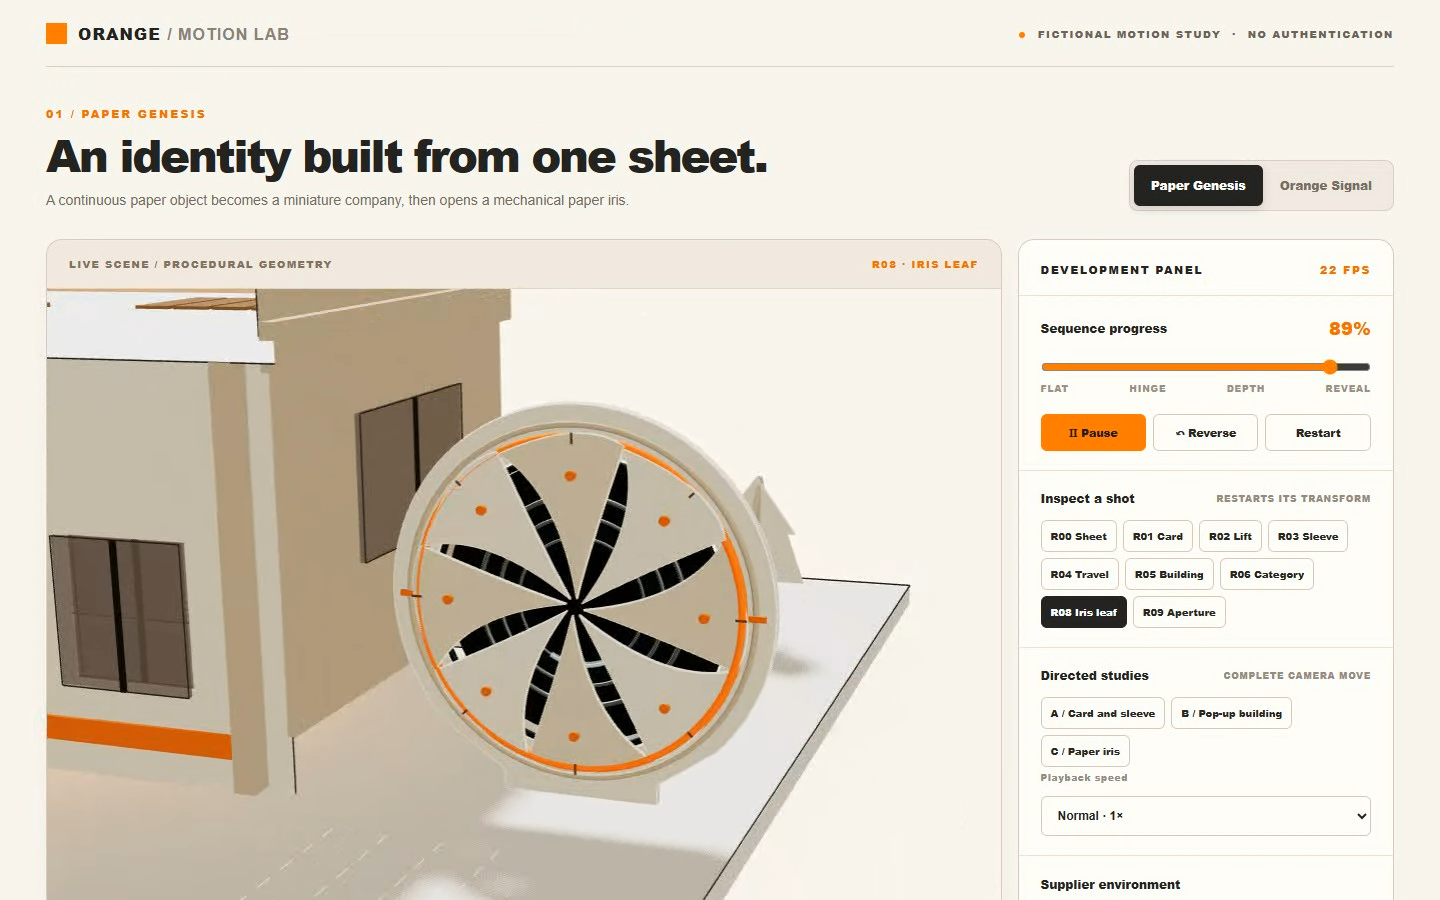 ORANGE / MOTION LAB
FICTIONAL MOTION STUDY · NO AUTHENTICATION
01 / PAPER GENESIS
An identity built from one sheet.
A continuous paper object becomes a miniature company, then opens a mechanical paper iris.
Paper Genesis
Orange Signal
LIVE SCENE / PROCEDURAL GEOMETRY
R08 · IRIS LEAF
DEVELOPMENT PANEL
22 FPS
Sequence progress
89%
FLAT
HINGE
DEPTH
REVEAL
II Pause
↶ Reverse
Restart
Inspect a shot
RESTARTS ITS TRANSFORM
R00 Sheet
R01 Card
R02 Lift
R03 Sleeve
R04 Travel
R05 Building
R06 Category
R08 Iris leaf
R09 Aperture
Directed studies
COMPLETE CAMERA MOVE
A / Card and sleeve
B / Pop-up building
C / Paper iris
Playback speed
Normal · 1×
Supplier environment